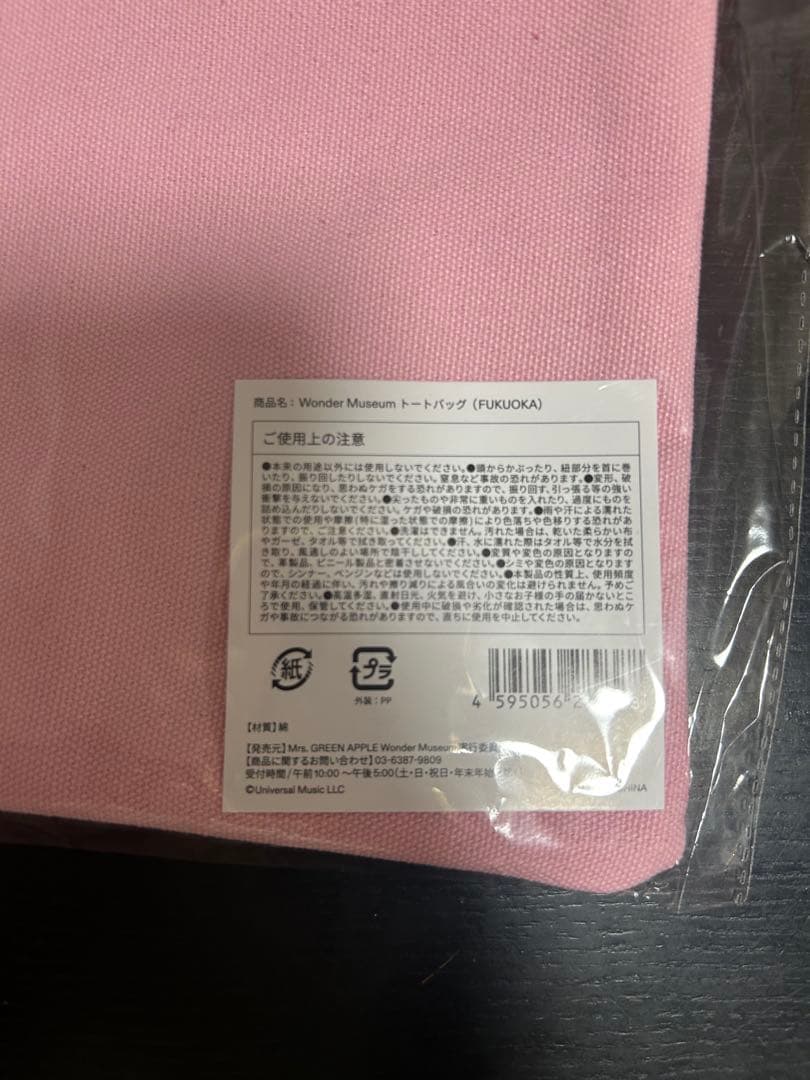 商品名：Wonder Museum トートバッグ（FUKUOKA）
ご使用上の注意
●本来の用途以外には使用しないでください。●頭からかぶったり、紐部分を首に巻
いたり、振り回したりしないでください。窒息など事故の恐れがあります。●変形、破
損の原因になり、思わぬケガをする恐れがありますので、振り回す、引っ張る等の強い
衝撃を与えないでください。●尖ったものや非常に重いものを入れたり、過度にものを
詰め込んだりしないでください。ケガや破損の恐れがあります。●雨や汗による濡れた
状態での使用や摩擦（特に湿った状態での摩擦）により色落ちや色移りする恐れがあ
りますので、ご注意ください。●洗濯はできません。汚れた場合は、乾いた柔らかい布
やガーゼ、タオル等で拭き取ってください。●汗、水に濡れた際はタオル等で水分を拭
き取り、風通しのよい場所で陰干ししてください。●変質や変色の原因となりますの
で、革製品、ビニール製品と密着させないでください。●シミや変色の原因となります
ので、シンナー、ベンジンなどは使用しないでください。●本製品の性質上、使用頻度
や年月の経過に伴い、汚れや擦り減りによる風合いの変化は避けられません。予めご
了承ください。●高温多湿、直射日光、火気を避け、小さなお子様の手の届かないとこ
ろで使用、保管してください。●使用中に破損や劣化が確認された場合は、思わぬケ
ガや事故につながる恐れがありますので、直ちに使用を中止してください。
紙 プラ
外装：PP
4 595056 2
【材質】綿
【発売元】Mrs. GREEN APPLE Wonder Museum 実行委員
【商品に関するお問い合わせ】03-6387-9809
受付時間／午前10:00 〜午後5:00（土・日・祝日・年末年始
©Universal Music LLC
CHINA